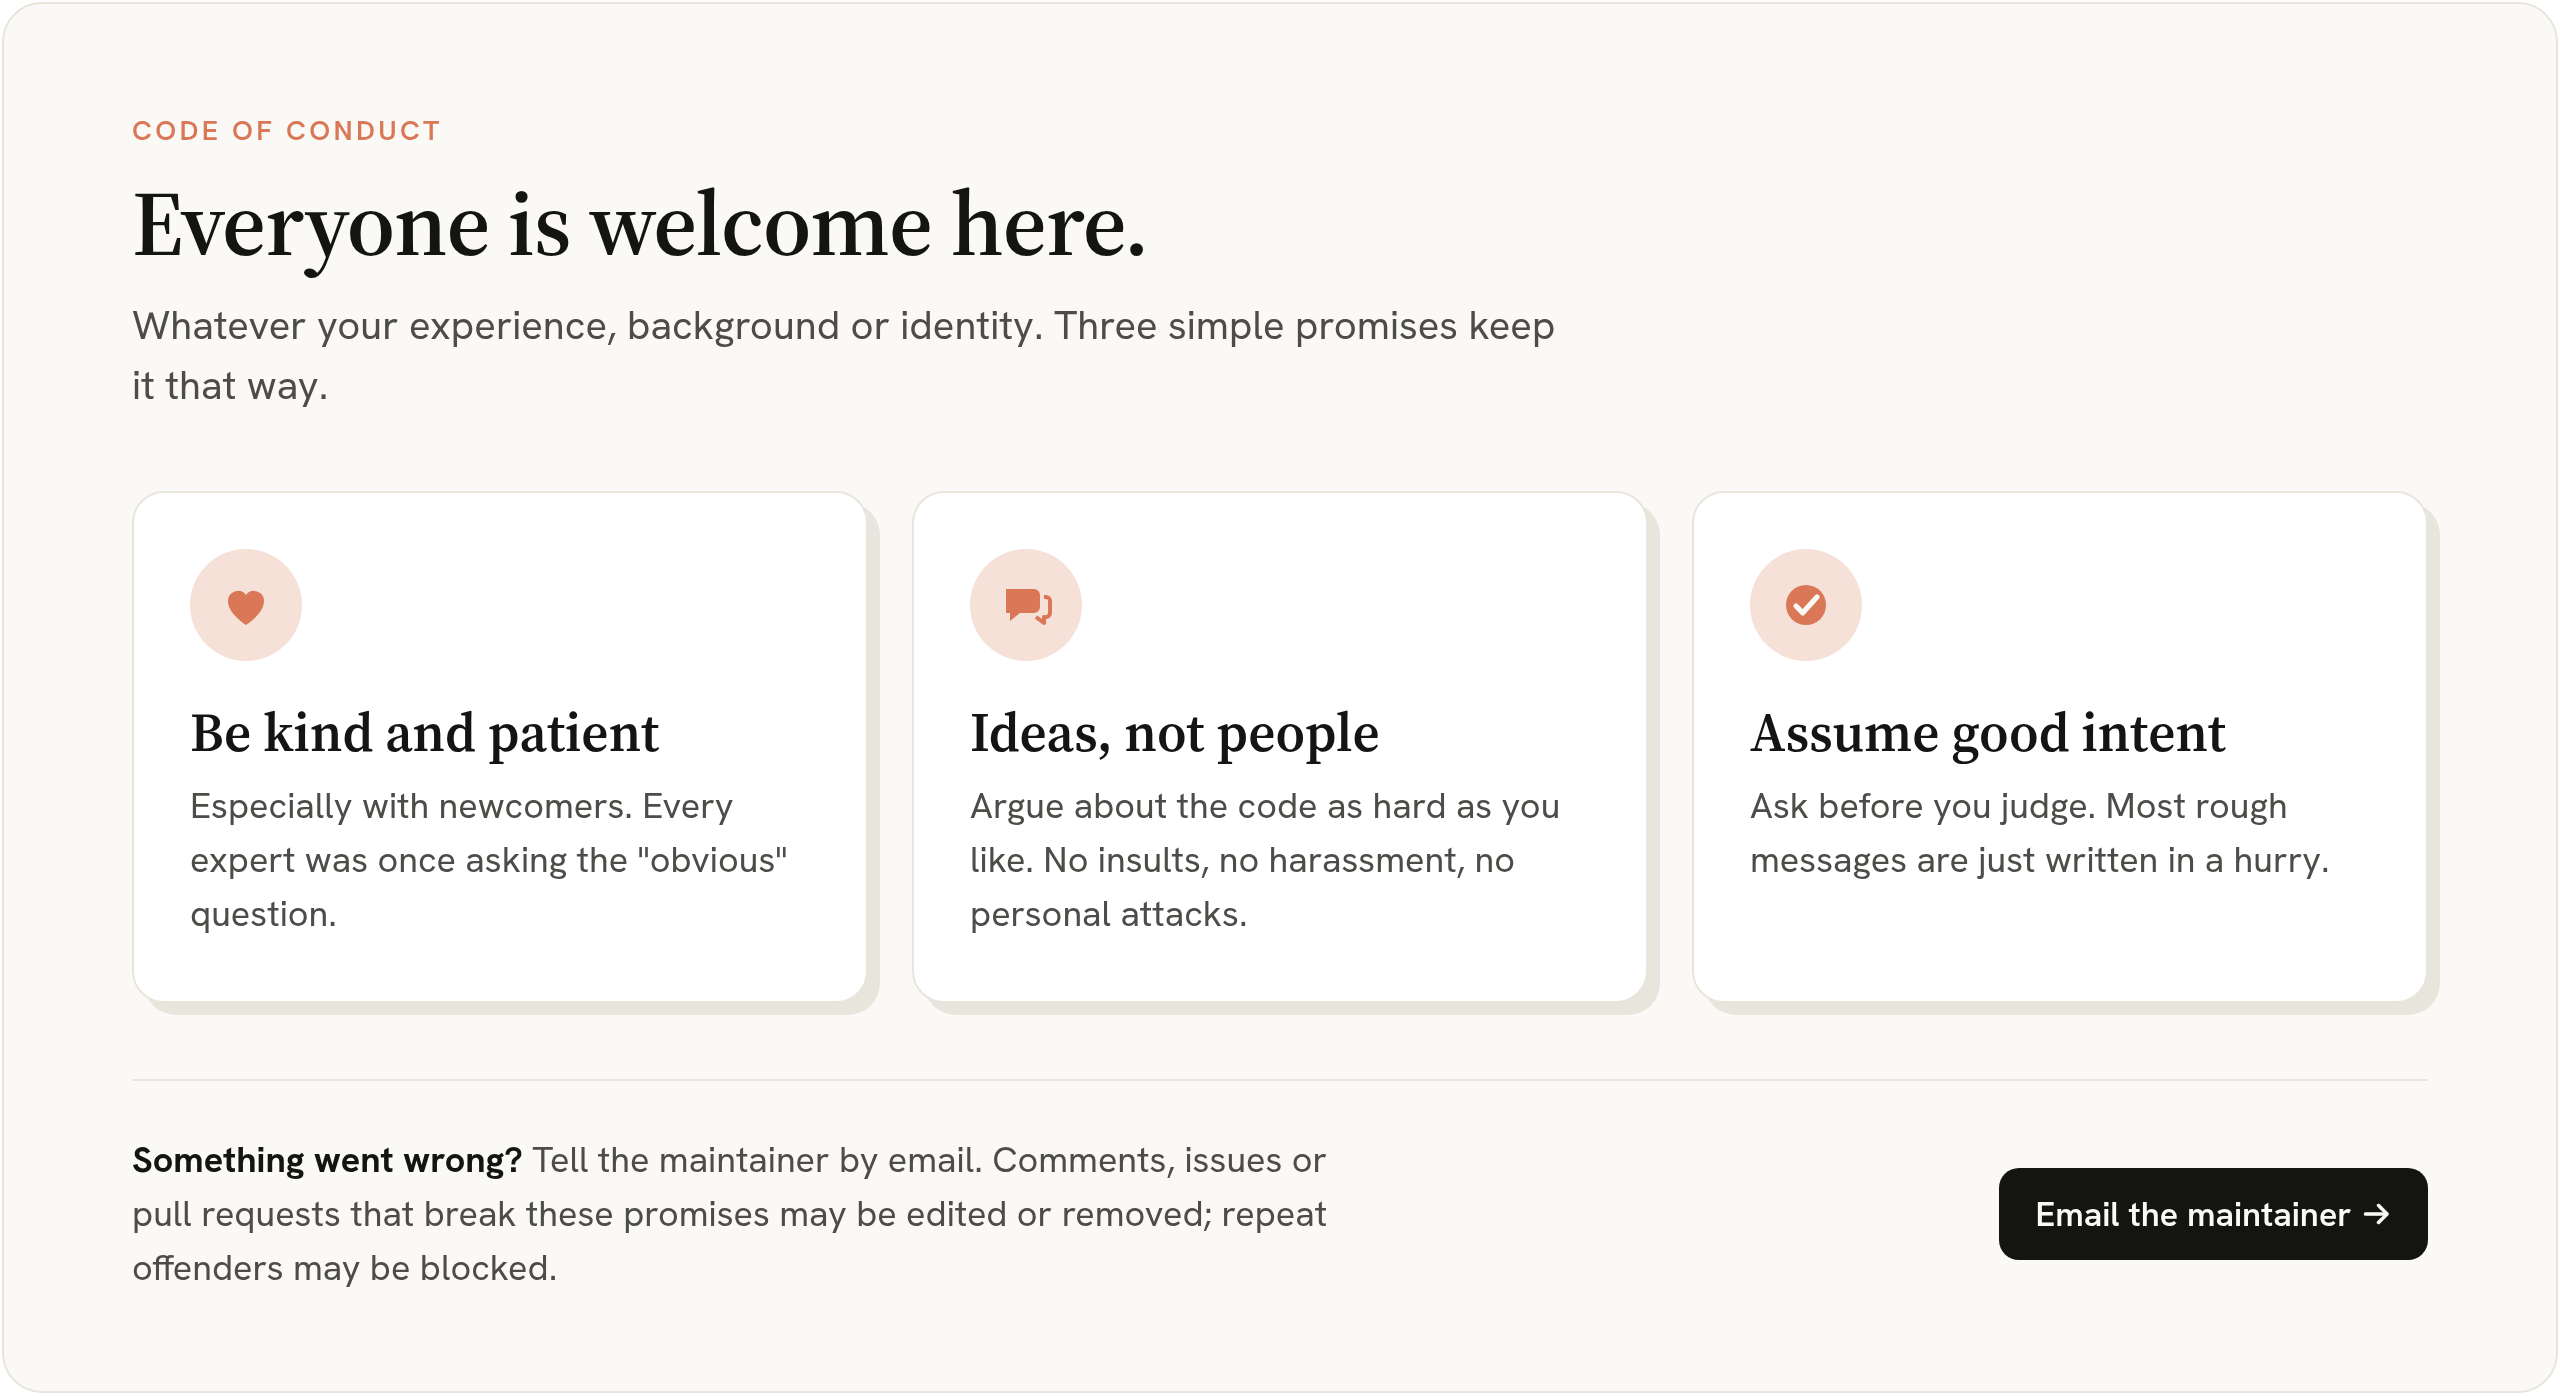 CODE OF CONDUCT
Everyone is welcome here.
Whatever your experience, background or identity. Three simple promises keep
it that way.
Be kind and patient
Especially with newcomers. Every
expert was once asking the "obvious"
question.
Ideas, not people
Argue about the code as hard as you
like. No insults, no harassment, no
personal attacks.
Assume good intent
Ask before you judge. Most rough
messages are just written in a hurry.
Something went wrong? Tell the maintainer by email. Comments, issues or
pull requests that break these promises may be edited or removed; repeat
offenders may be blocked.
Email the maintainer →